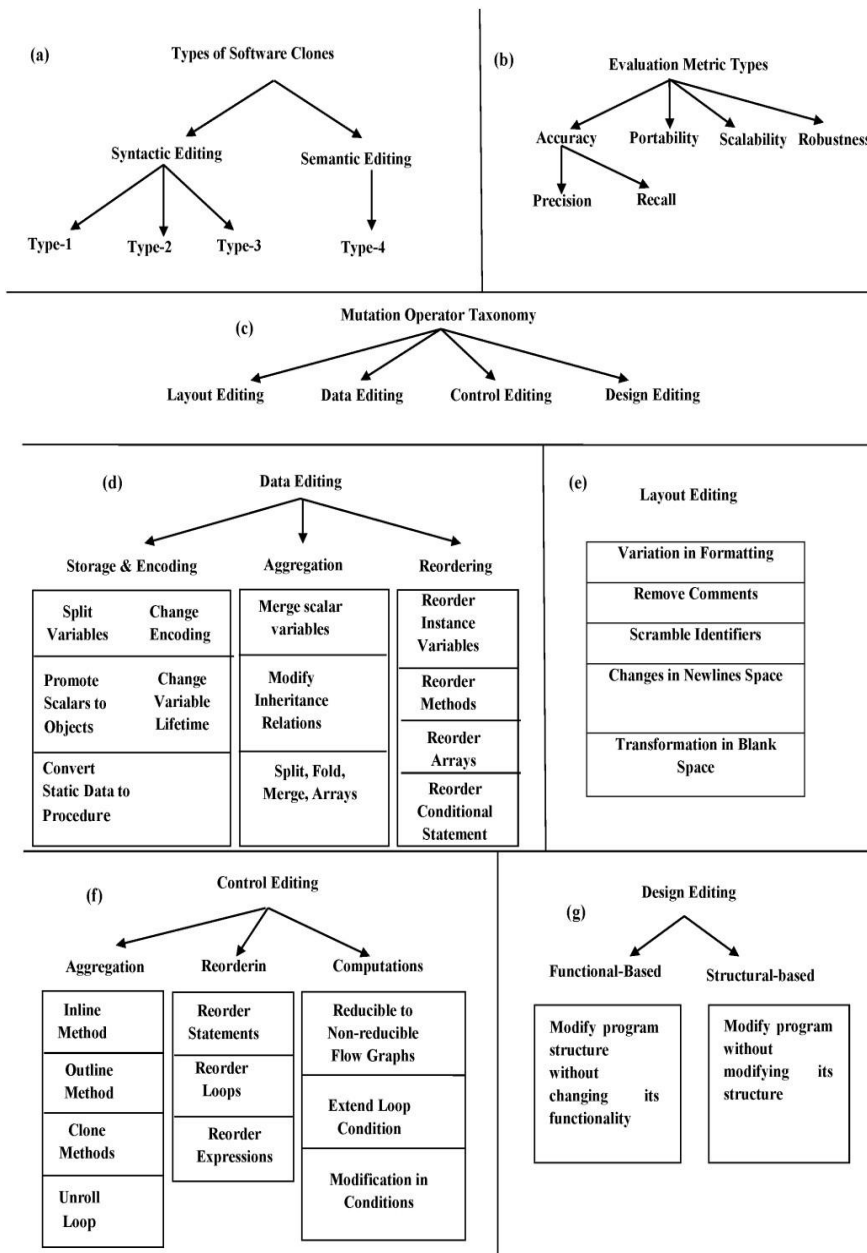 (a)
Types of Software Clones
Syntactic Editing
Semantic Editing
Type-1
Type-2
Type-3
Type-4
(b)
Evaluation Metric Types
Accuracy
Portability
Scalability
Robustness
Precision
Recall
(c)
Mutation Operator Taxonomy
Layout Editing
Data Editing
Control Editing
Design Editing
(d)
Data Editing
Storage & Encoding
Split
Variables
Change
Encoding
Promote
Scalars to
Objects
Change
Variable
Lifetime
Convert
Static Data to
Procedure
Aggregation
Merge scalar
variables
Modify
Inheritance
Relations
Split, Fold,
Merge, Arrays
Reordering
Reorder
Instance
Variables
Reorder
Methods
Reorder
Arrays
Reorder
Conditional
Statement
(e)
Layout Editing
Variation in Formatting
Remove Comments
Scramble Identifiers
Changes in Newlines Space
Transformation in Blank
Space
(f)
Control Editing
Aggregation
Inline
Method
Outline
Method
Clone
Methods
Unroll
Loop
Reorderin
Reorder
Statements
Reorder
Loops
Reorder
Expressions
Computations
Reducible to
Non-reducible
Flow Graphs
Extend Loop
Condition
Modification in
Conditions
(g)
Design Editing
Functional-Based
Modify program
structure
without
changing its
functionality
Structural-based
Modify program
without
modifying its
structure